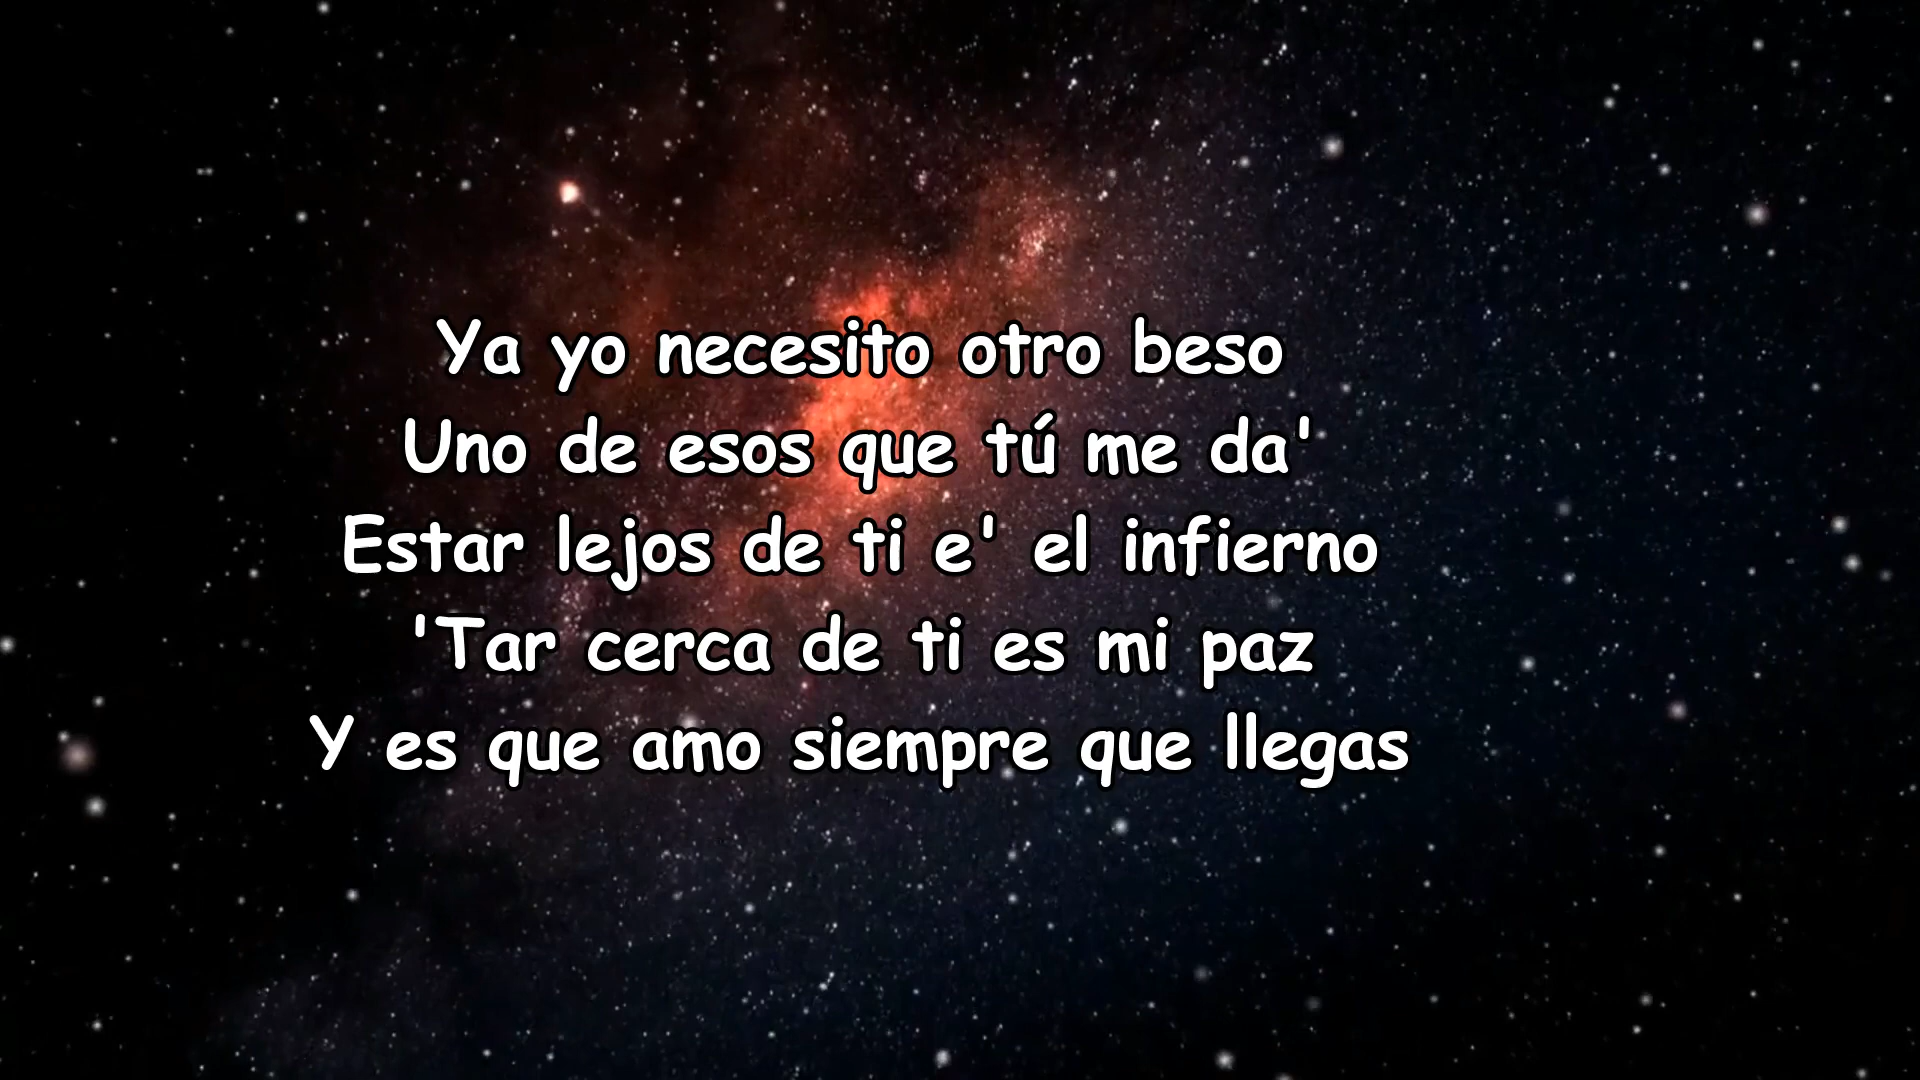 Ya yo necesito otro beso
Uno de esos que tú me da'
Estar lejos de ti e' el infierno
'Tar cerca de ti es mi paz
Y es que amo siempre que llegas